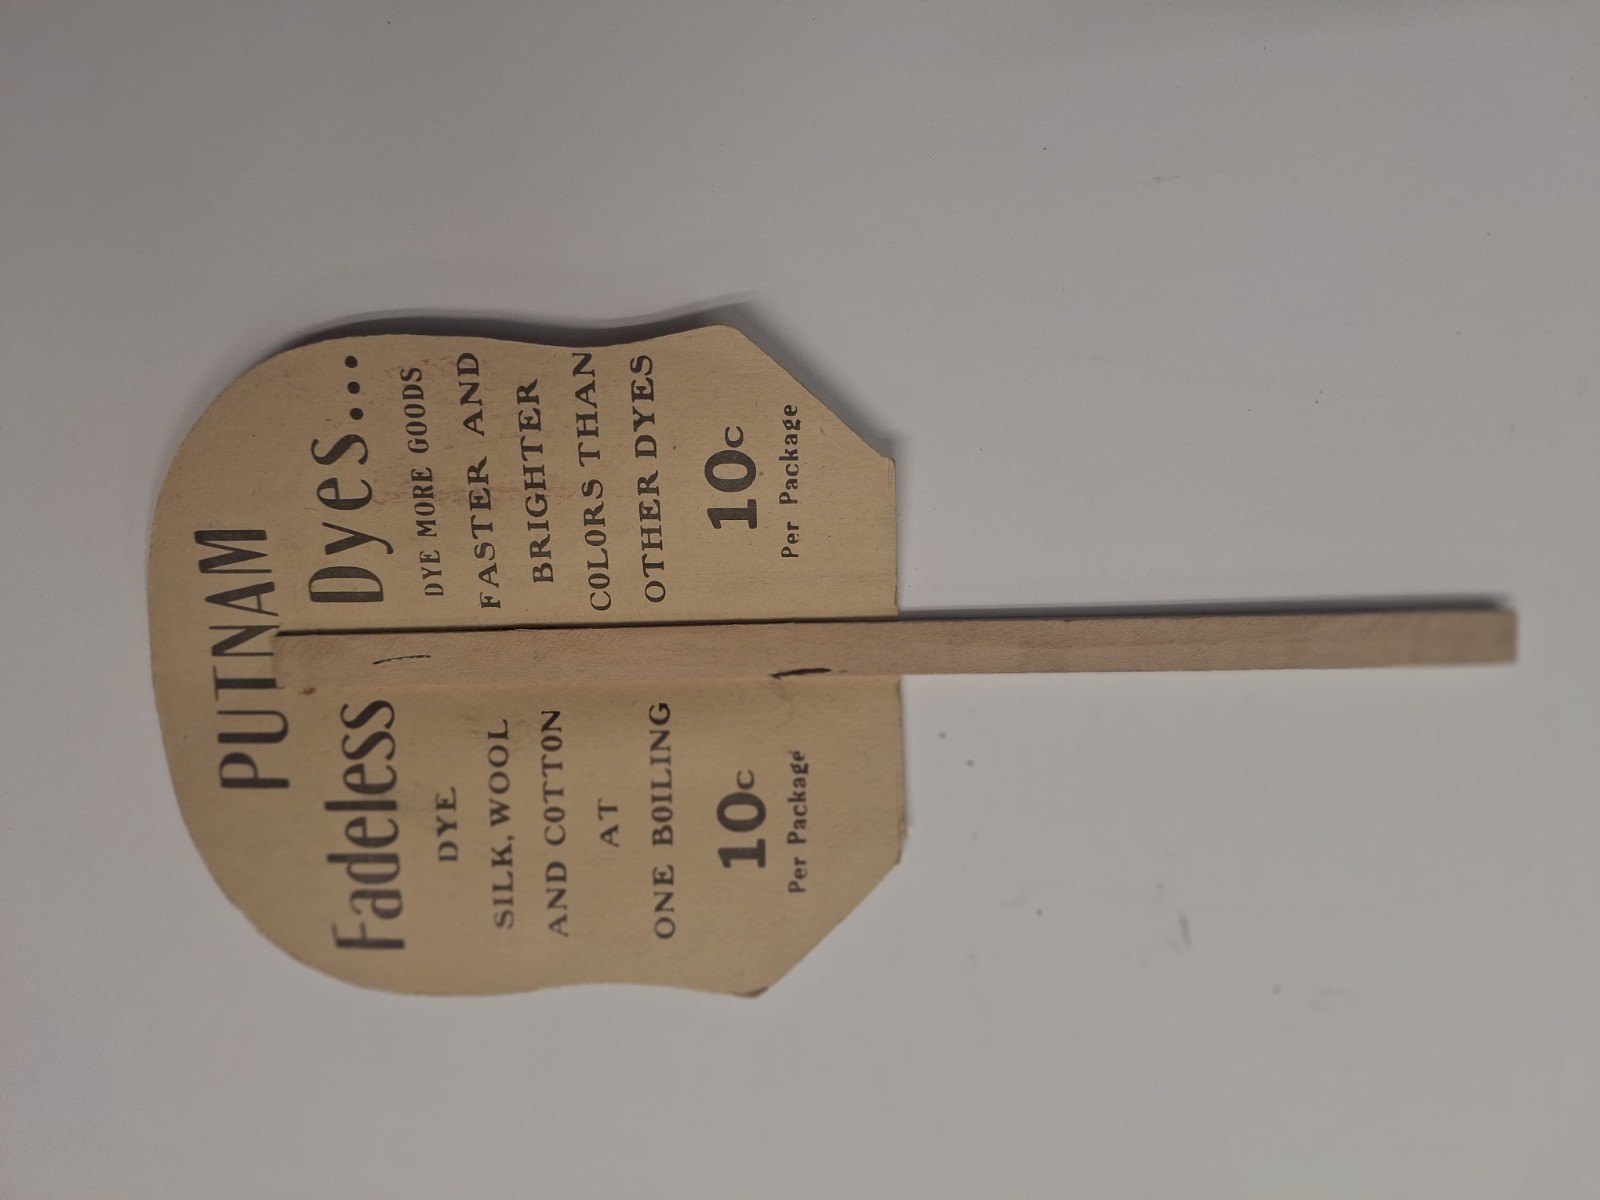 PUTNAM
Fadeless Dyes...
DYE
SILK, WOOL
AND COTTON
AT
ONE BOILING
10c
Per Package
DYE MORE GOODS
FASTER AND
BRIGHTER
COLORS THAN
OTHER DYES
10c
Per Package